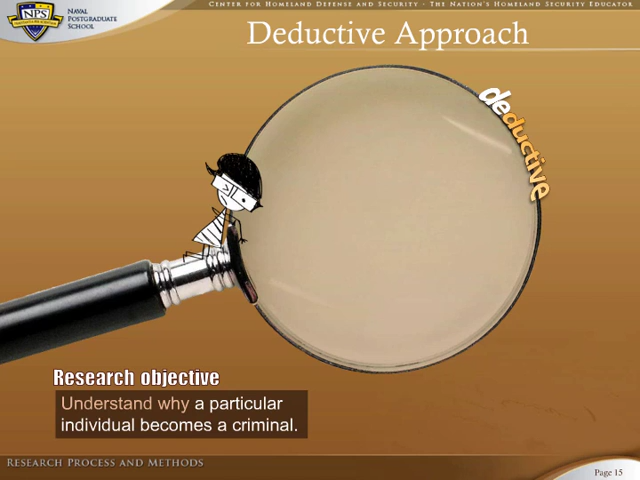 CENTER FOR HOMELAND DEFENSE AND SECURITY - THE NATION'S HOMELAND SECURITY EDUCATOR
NPS
NAVAL
POSTGRADUATE
SCHOOL
Deductive Approach
deductive
Research objective
Understand why a particular
individual becomes a criminal.
RESEARCH PROCESS AND METHODS
Page 15